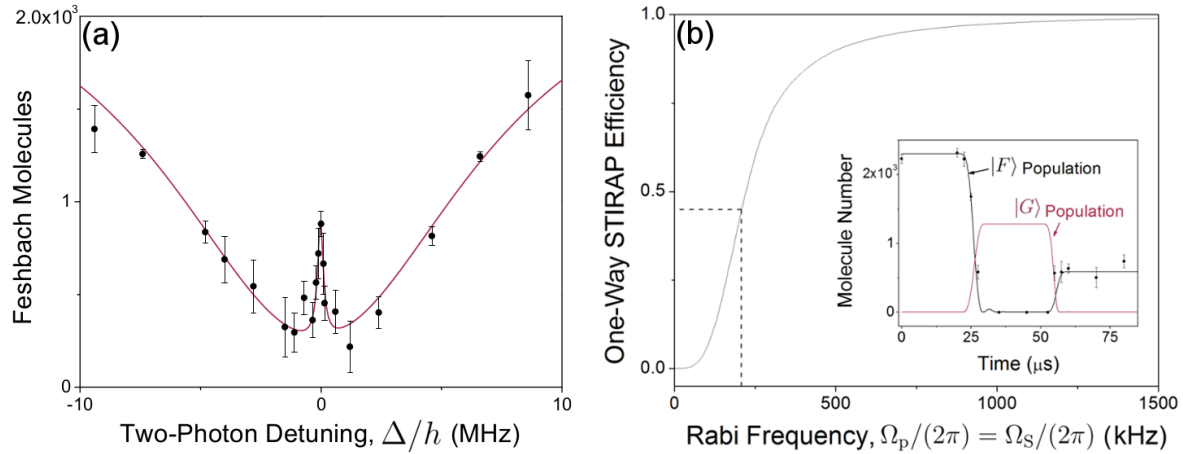 (a)
2.0x10³
1
0
-10
0
10
Feshbach Molecules
Two-Photon Detuning, Δ/h (MHz)
(b)
1.0
0.5
0.0
0
500
1000
1500
One-Way STIRAP Efficiency
Rabi Frequency, Ωp/(2π) = ΩS/(2π) (kHz)
2x10³
1
0
0
25
50
75
Molecule Number
Time (μs)
|F⟩ Population
|G⟩ Population